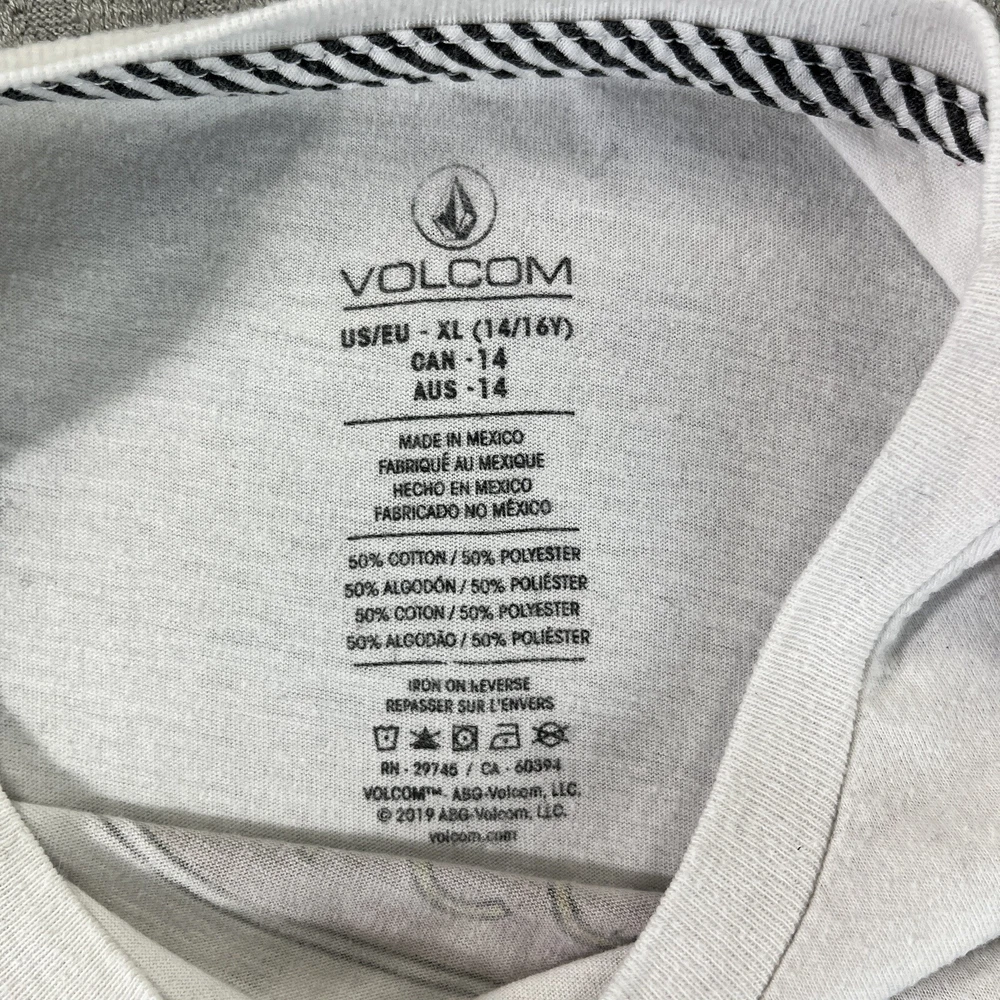 VOLCOM
US/EU - XL (14/16Y)
CAN - 14
AUS - 14
MADE IN MEXICO
FABRIQUÉ AU MEXIQUE
HECHO EN MEXICO
FABRICADO NO MÉXICO
50% COTTON / 50% POLYESTER
50% ALGODÓN / 50% POLIÉSTER
50% COTON / 50% POLYESTER
50% ALGODÃO / 50% POLIÉSTER
IRON ON REVERSE
REPASSER SUR L'ENVERS
RN - 29746 / CA - 60394
VOLCOM™ ABG-Volcom, LLC.
© 2019 ABG-Volcom, LLC.
volcom.com